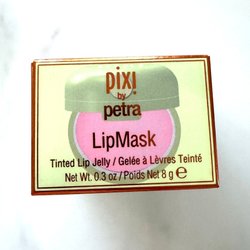 pixi
by
petra
LipMask
Tinted Lip Jelly / Gelée à Lèvres Teinté
Net Wt. 0.3 oz / Poids Net 8 g ℮